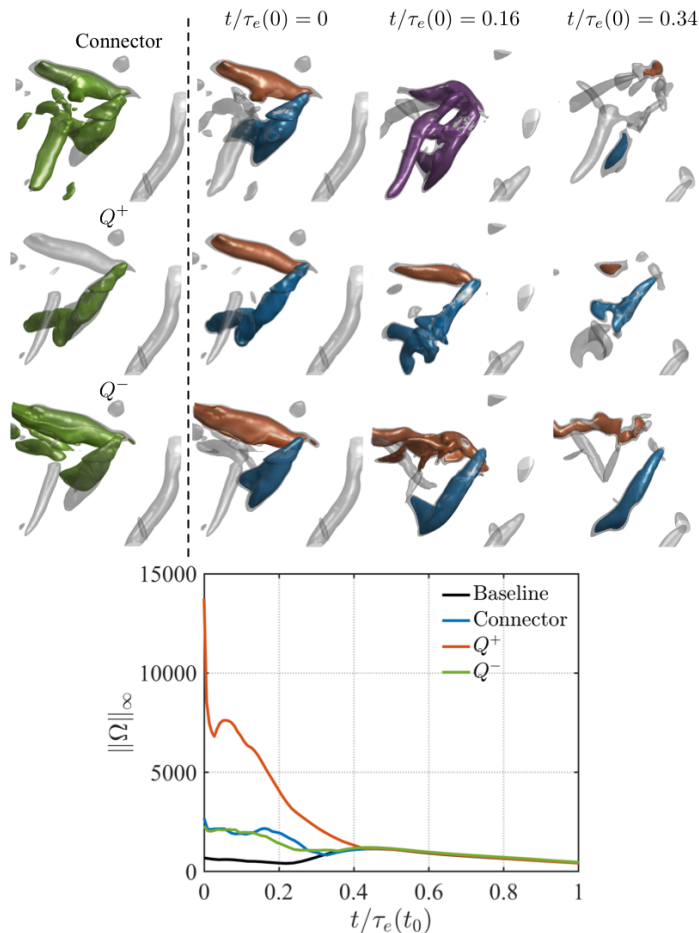 t/τₑ(0) = 0 t/τₑ(0) = 0.16 t/τₑ(0) = 0.34
Connector
Q⁺
Q⁻
15000
Baseline
Connector
Q⁺
Q⁻
10000
‖Ω‖∞
5000
0
0 0.2 0.4 0.6 0.8 1
t/τₑ(t₀)